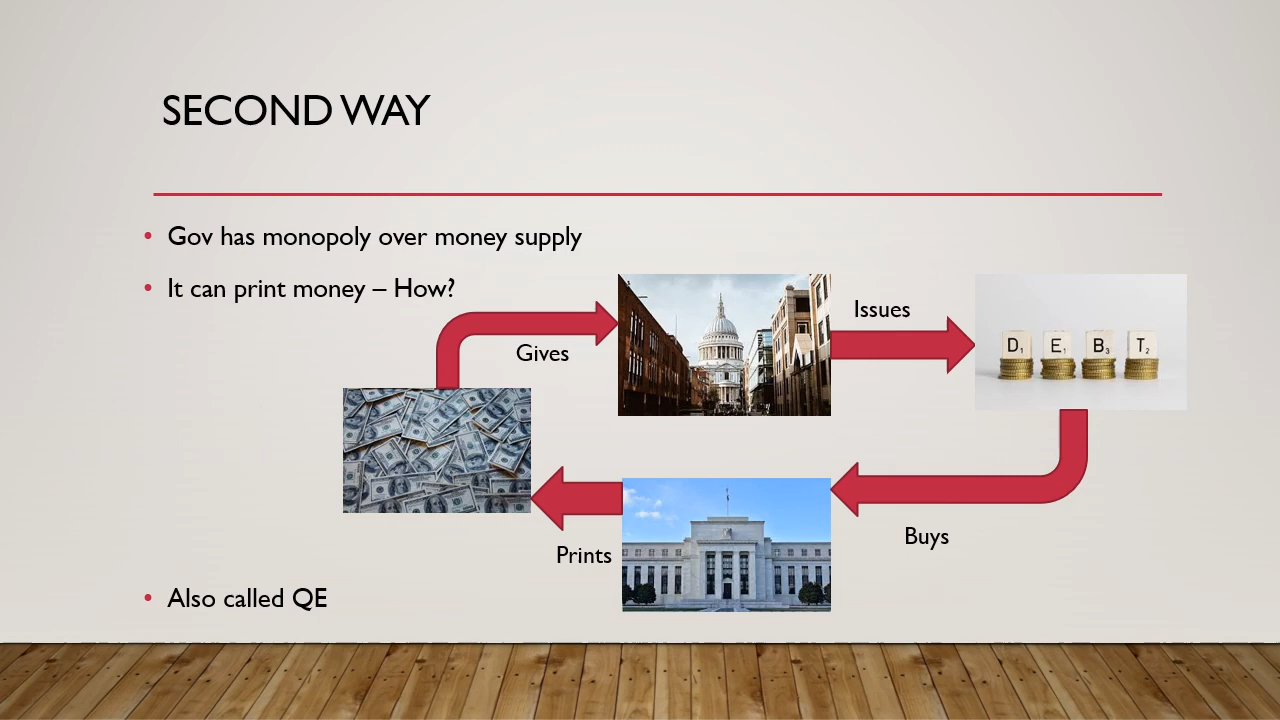 SECOND WAY
• Gov has monopoly over money supply
• It can print money – How?
Issues
D1 E1 B3 T2
Gives
Buys
Prints
• Also called QE